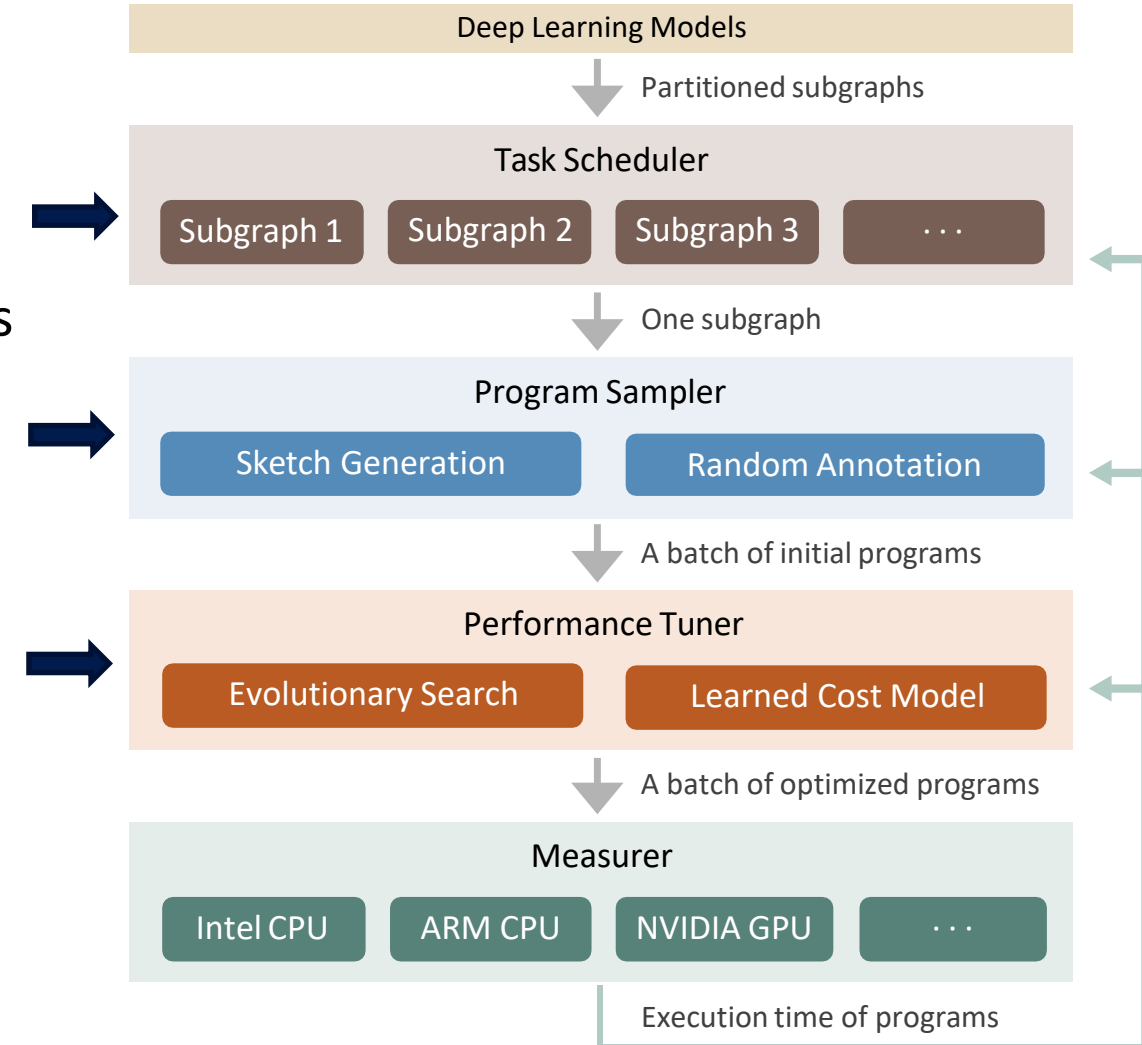 Deep Learning Models
Partitioned subgraphs
Task Scheduler
Subgraph 1
Subgraph 2
Subgraph 3
. . .
s
One subgraph
Program Sampler
Sketch Generation
Random Annotation
A batch of initial programs
Performance Tuner
Evolutionary Search
Learned Cost Model
A batch of optimized programs
Measurer
Intel CPU
ARM CPU
NVIDIA GPU
. . .
Execution time of programs